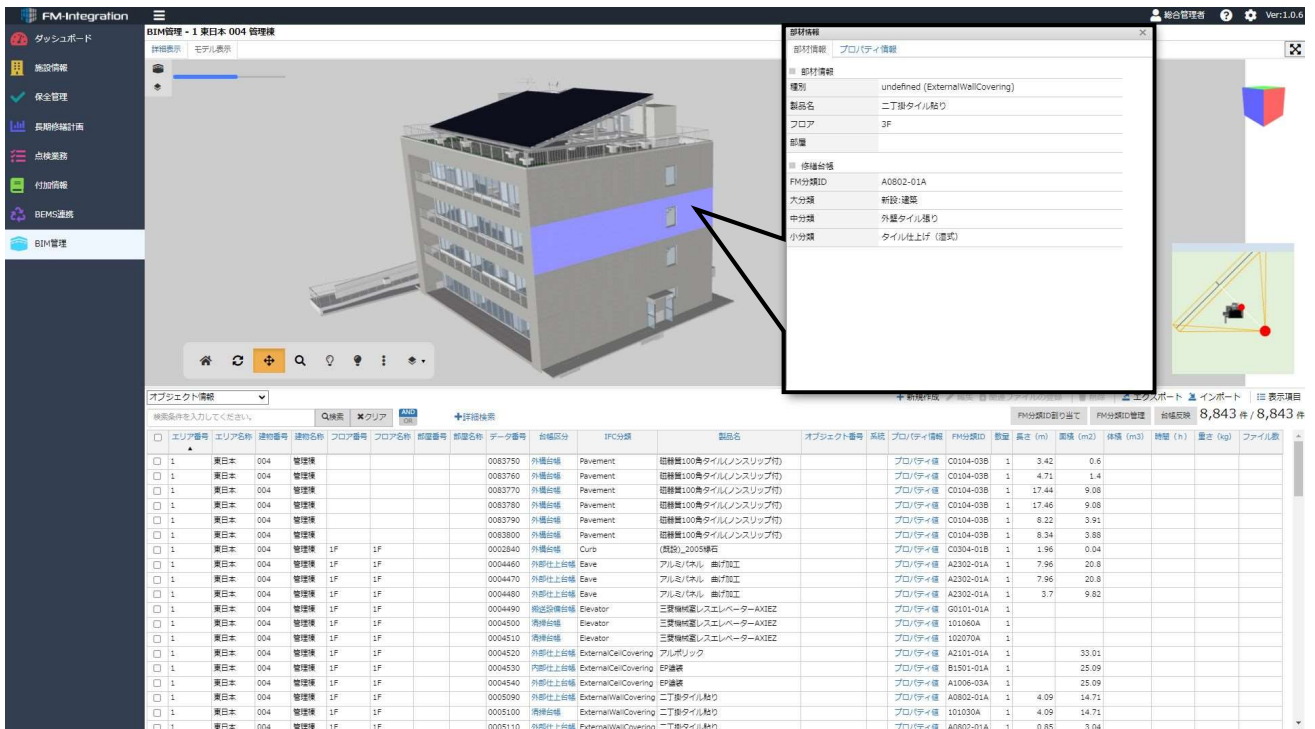 FM-Integration
総合管理者
Ver:1.0.6
ダッシュボード
施設情報
保全管理
長期修繕計画
点検業務
付加情報
BEMS連携
BIM管理
BIM管理 - 1 東日本 004 管理棟
詳細表示 モデル表示
部材情報
部材情報 プロパティ情報
部材情報
種別 undefined (ExternalWallCovering)
製品名 二丁掛タイル貼り
フロア 3F
部屋
修繕台帳
FM分類ID A0802-01A
大分類 新設:建築
中分類 外壁タイル張り
小分類 タイル仕上げ（湿式）
オブジェクト情報
新規作成
エクスポート インポート 表示項目
検索条件を入力してください。 検索 クリア AND OR 詳細検索 FM分類ID割り当て FM分類ID管理 台帳反映 8,843 件 / 8,843 件
エリア番号 エリア名称 建物番号 建物名称 フロア番号 フロア名称 部屋番号 部屋名称 データ番号 台帳区分 IFC分類 製品名 オブジェクト番号 系統 プロパティ情報 FM分類ID 数量 長さ（m） 面積（m2） 体積（m3） 時間（h） 重さ（kg） ファイル数
1 東日本 004 管理棟 0083750 外構台帳 Pavement 磁器質100角タイル(ノンスリップ付) プロパティ値 C0104-03B 1 3.42 0.6
1 東日本 004 管理棟 0083760 外構台帳 Pavement 磁器質100角タイル(ノンスリップ付) プロパティ値 C0104-03B 1 4.71 1.4
1 東日本 004 管理棟 0083770 外構台帳 Pavement 磁器質100角タイル(ノンスリップ付) プロパティ値 C0104-03B 1 17.44 9.08
1 東日本 004 管理棟 0083780 外構台帳 Pavement 磁器質100角タイル(ノンスリップ付) プロパティ値 C0104-03B 1 17.46 9.08
1 東日本 004 管理棟 0083790 外構台帳 Pavement 磁器質100角タイル(ノンスリップ付) プロパティ値 C0104-03B 1 8.22 3.91
1 東日本 004 管理棟 0083800 外構台帳 Pavement 磁器質100角タイル(ノンスリップ付) プロパティ値 C0104-03B 1 8.34 3.88
1 東日本 004 管理棟 1F 1F 0002840 外構台帳 Curb (既設)_2005縁石 プロパティ値 C0304-01B 1 1.96 0.04
1 東日本 004 管理棟 1F 1F 0004460 外部仕上台帳 Eave アルミパネル 曲げ加工 プロパティ値 A2302-01A 1 7.96 20.8
1 東日本 004 管理棟 1F 1F 0004470 外部仕上台帳 Eave アルミパネル 曲げ加工 プロパティ値 A2302-01A 1 7.96 20.8
1 東日本 004 管理棟 1F 1F 0004480 外部仕上台帳 Eave アルミパネル 曲げ加工 プロパティ値 A2302-01A 1 3.7 9.82
1 東日本 004 管理棟 1F 1F 0004490 搬送設備台帳 Elevator 三菱機械室レスエレベーターAXIEZ プロパティ値 G0101-01A 1
1 東日本 004 管理棟 1F 1F 0004500 清掃台帳 Elevator 三菱機械室レスエレベーターAXIEZ プロパティ値 101060A 1
1 東日本 004 管理棟 1F 1F 0004510 清掃台帳 Elevator 三菱機械室レスエレベーターAXIEZ プロパティ値 102070A 1
1 東日本 004 管理棟 1F 1F 0004520 外部仕上台帳 ExternalCeilCovering アルポリック プロパティ値 A2101-01A 1 33.01
1 東日本 004 管理棟 1F 1F 0004530 内部仕上台帳 ExternalCeilCovering EP塗装 プロパティ値 B1501-01A 1 25.09
1 東日本 004 管理棟 1F 1F 0004540 外部仕上台帳 ExternalCeilCovering EP塗装 プロパティ値 A1006-03A 1 25.09
1 東日本 004 管理棟 1F 1F 0005090 外部仕上台帳 ExternalWallCovering 二丁掛タイル貼り プロパティ値 A0802-01A 1 4.09 14.71
1 東日本 004 管理棟 1F 1F 0005100 清掃台帳 ExternalWallCovering 二丁掛タイル貼り プロパティ値 101030A 1 4.09 14.71
1 東日本 004 管理棟 1F 1F 0005110 外部仕上台帳 ExternalWallCovering 二丁掛タイル貼り プロパティ値 A0802-01A 1 0.85 3.04